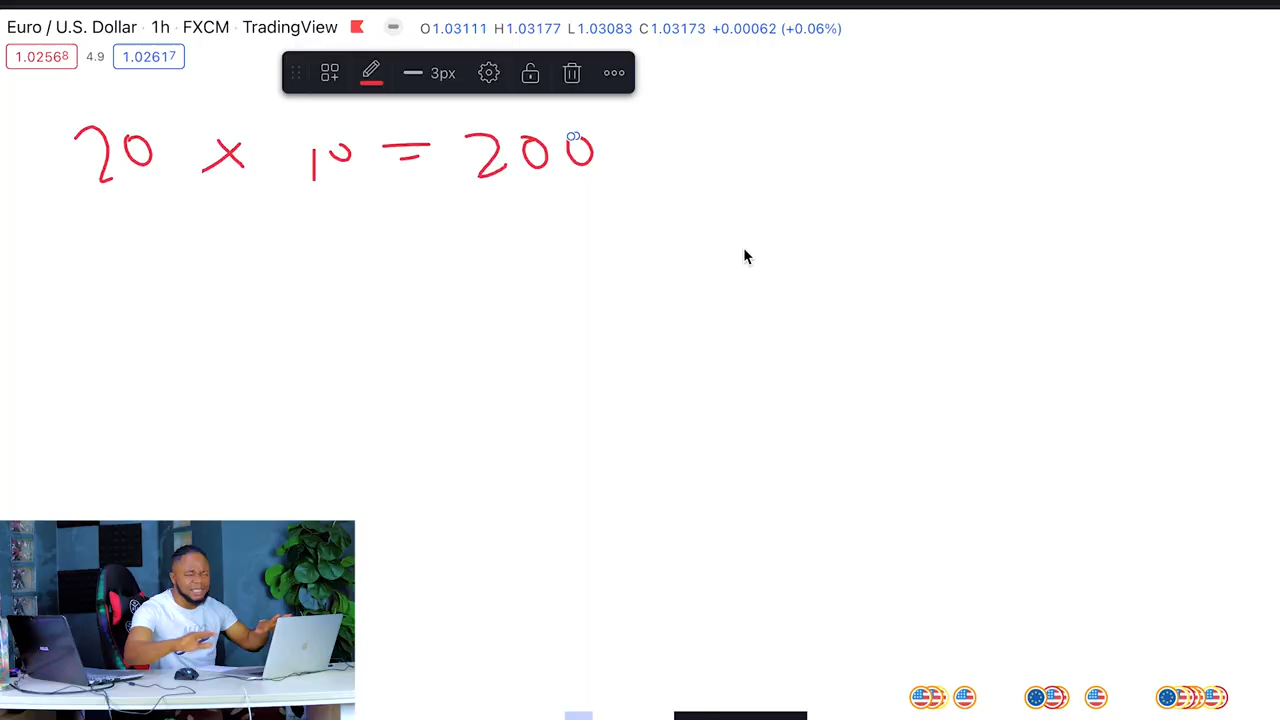 Euro / U.S. Dollar · 1h · FXCM · TradingView O1.03111 H1.03177 L1.03083 C1.03173 +0.00062 (+0.06%)
1.02568 4.9 1.02617
3px
20 x 10 = 200